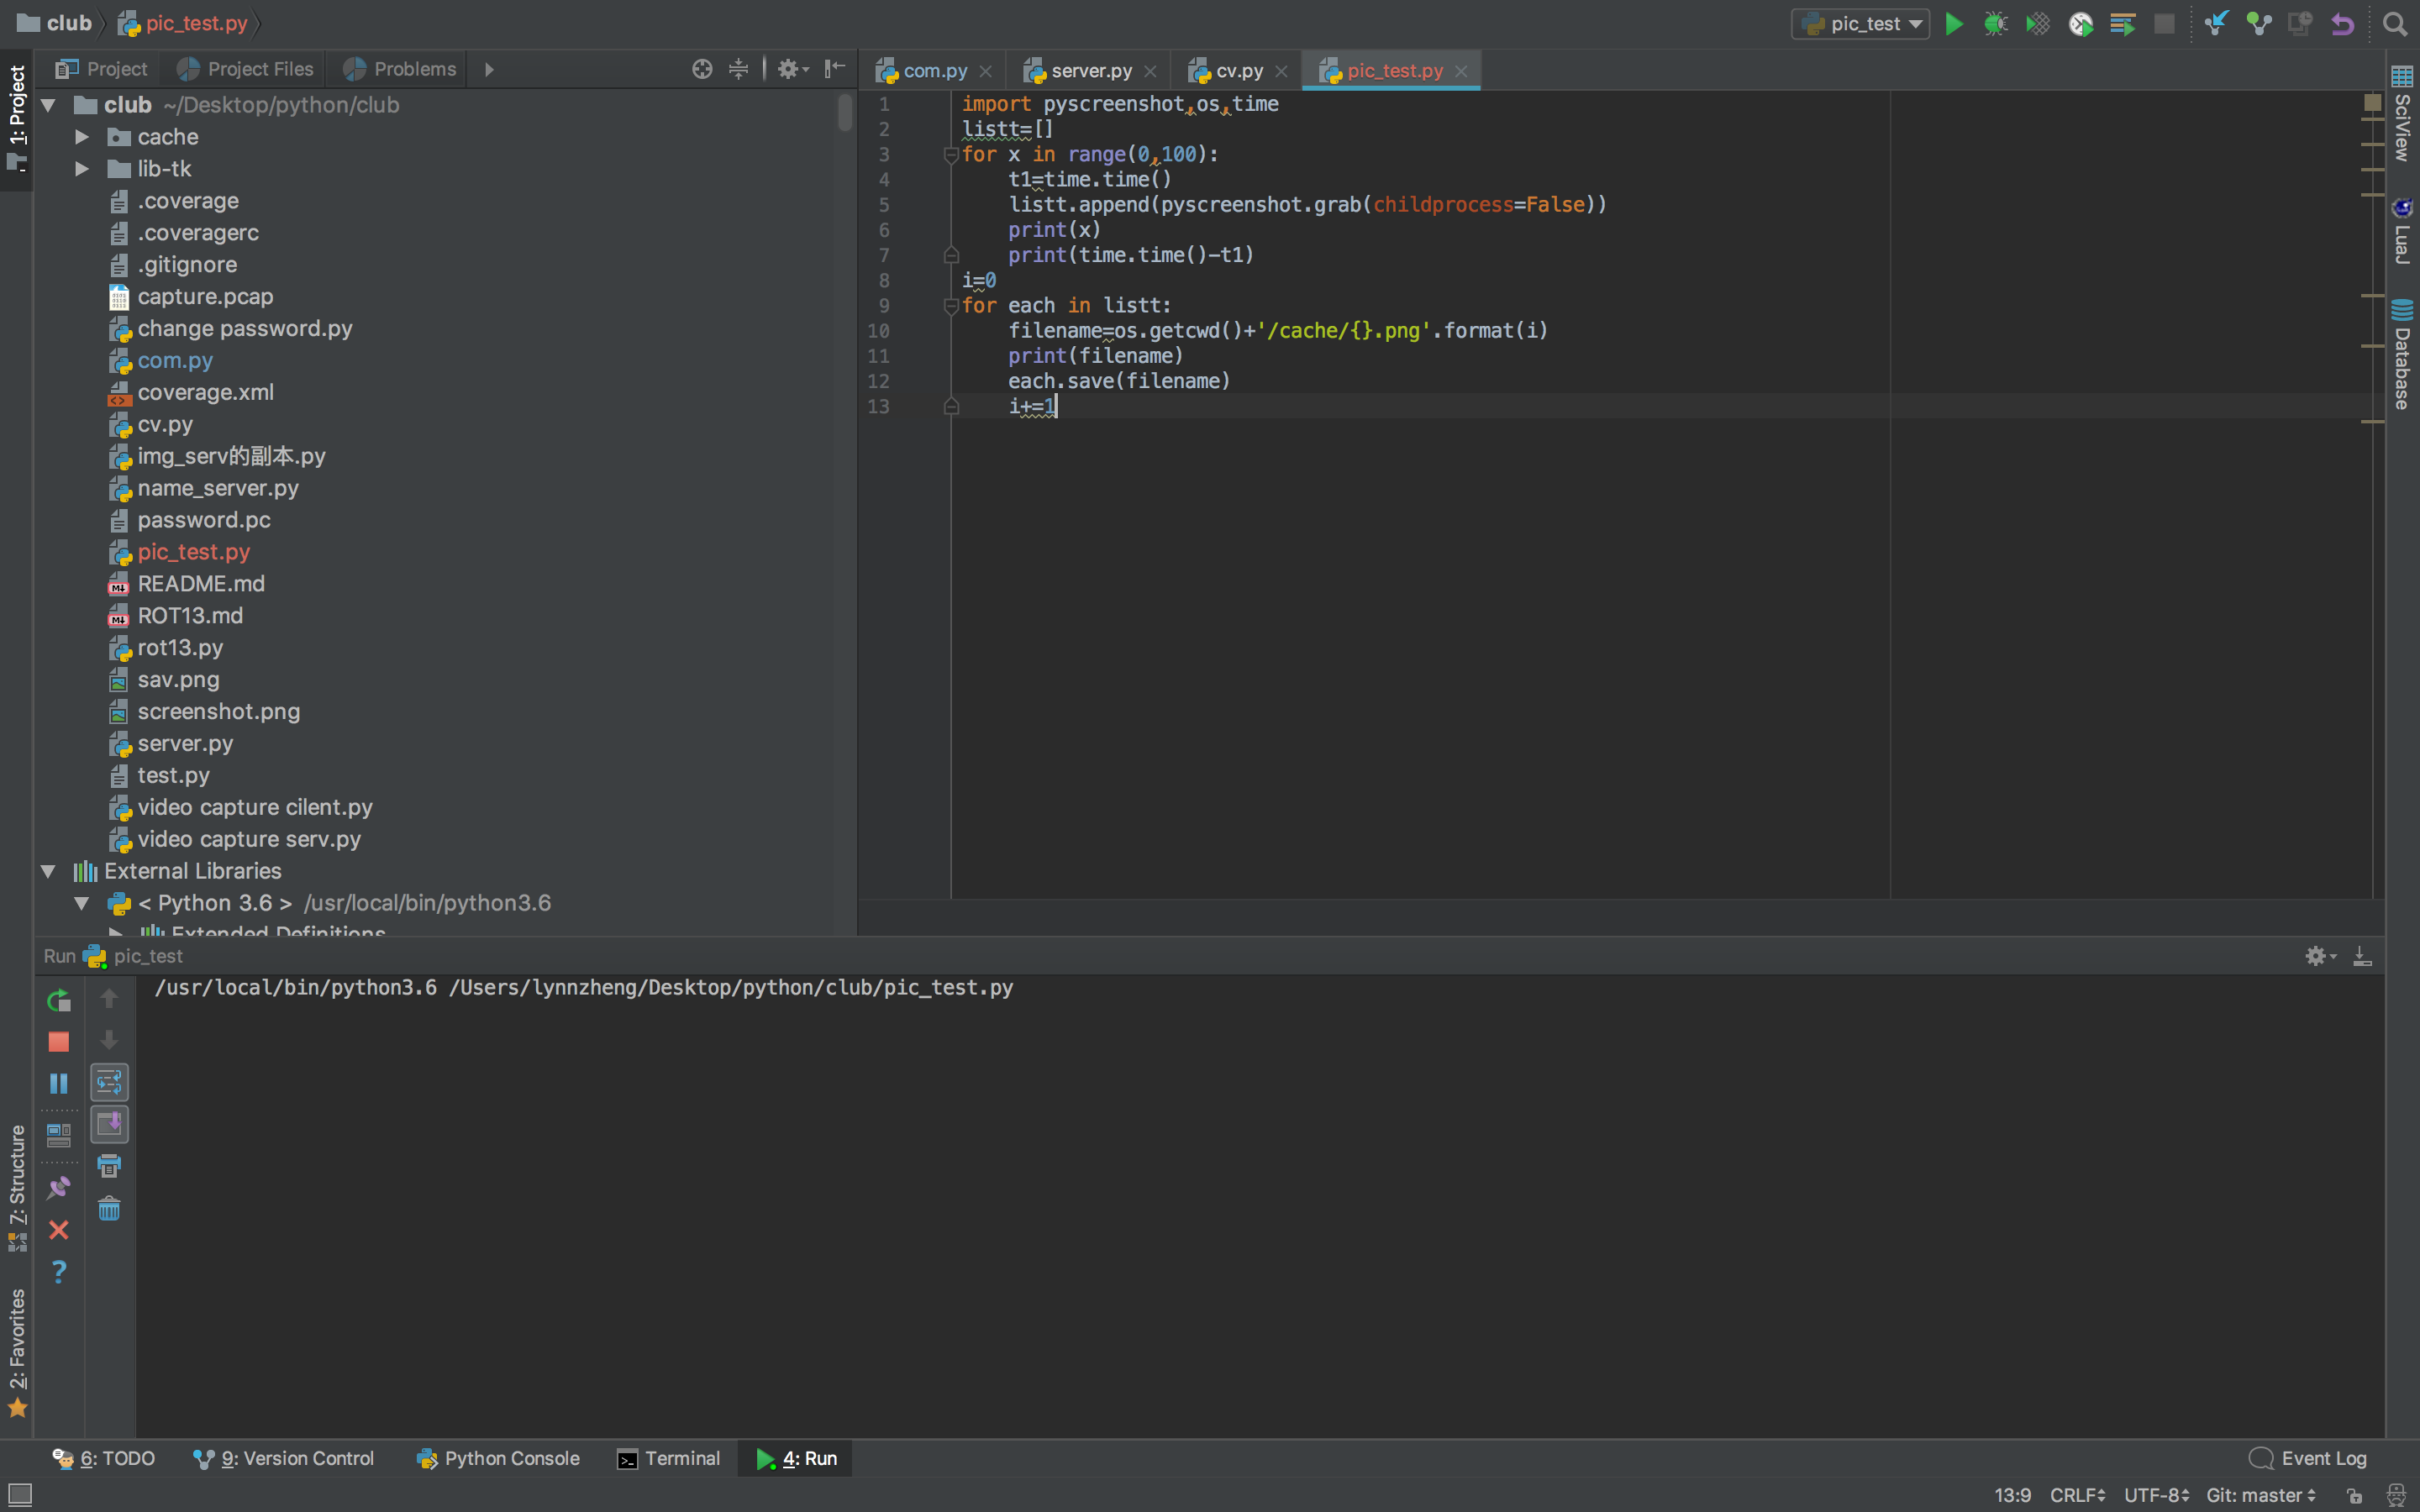 club
pic_test.py
pic_test
1: Project
Project
Project Files
Problems
com.py
server.py
cv.py
pic_test.py
club ~/Desktop/python/club
cache
lib-tk
.coverage
.coveragerc
.gitignore
capture.pcap
change password.py
com.py
coverage.xml
cv.py
img_serv的副本.py
name_server.py
password.pc
pic_test.py
README.md
ROT13.md
rot13.py
sav.png
screenshot.png
server.py
test.py
video capture cilent.py
video capture serv.py
External Libraries
< Python 3.6 > /usr/local/bin/python3.6
Extended Definitions
1 import pyscreenshot,os,time
2 listt=[]
3 for x in range(0,100):
4 t1=time.time()
5 listt.append(pyscreenshot.grab(childprocess=False))
6 print(x)
7 print(time.time()-t1)
8 i=0
9 for each in listt:
10 filename=os.getcwd()+'/cache/{}.png'.format(i)
11 print(filename)
12 each.save(filename)
13 i+=1
SciView
LuaJ
Database
Run pic_test
/usr/local/bin/python3.6 /Users/lynnzheng/Desktop/python/club/pic_test.py
7: Structure
2: Favorites
6: TODO
9: Version Control
Python Console
Terminal
4: Run
Event Log
13:9
CRLF
UTF-8
Git: master